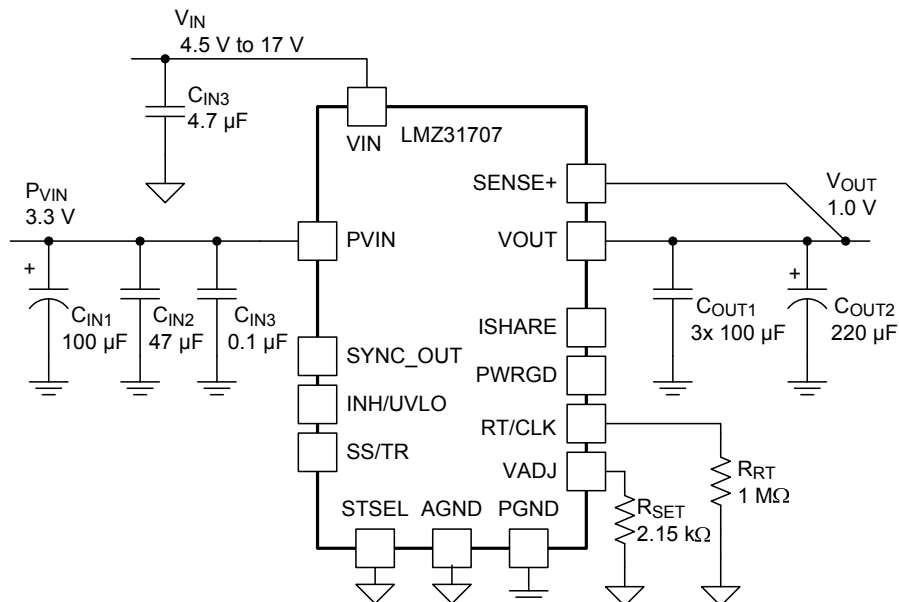 VIN
4.5 V to 17 V
CIN3
4.7 µF
VIN
LMZ31707
SENSE+
VOUT
1.0 V
PVIN
3.3 V
PVIN
VOUT
+
CIN1
100 µF
CIN2
47 µF
CIN3
0.1 µF
COUT1
3x 100 µF
+
COUT2
220 µF
ISHARE
SYNC_OUT
PWRGD
INH/UVLO
RT/CLK
SS/TR
VADJ
RRT
1 MΩ
RSET
2.15 kΩ
STSEL
AGND
PGND